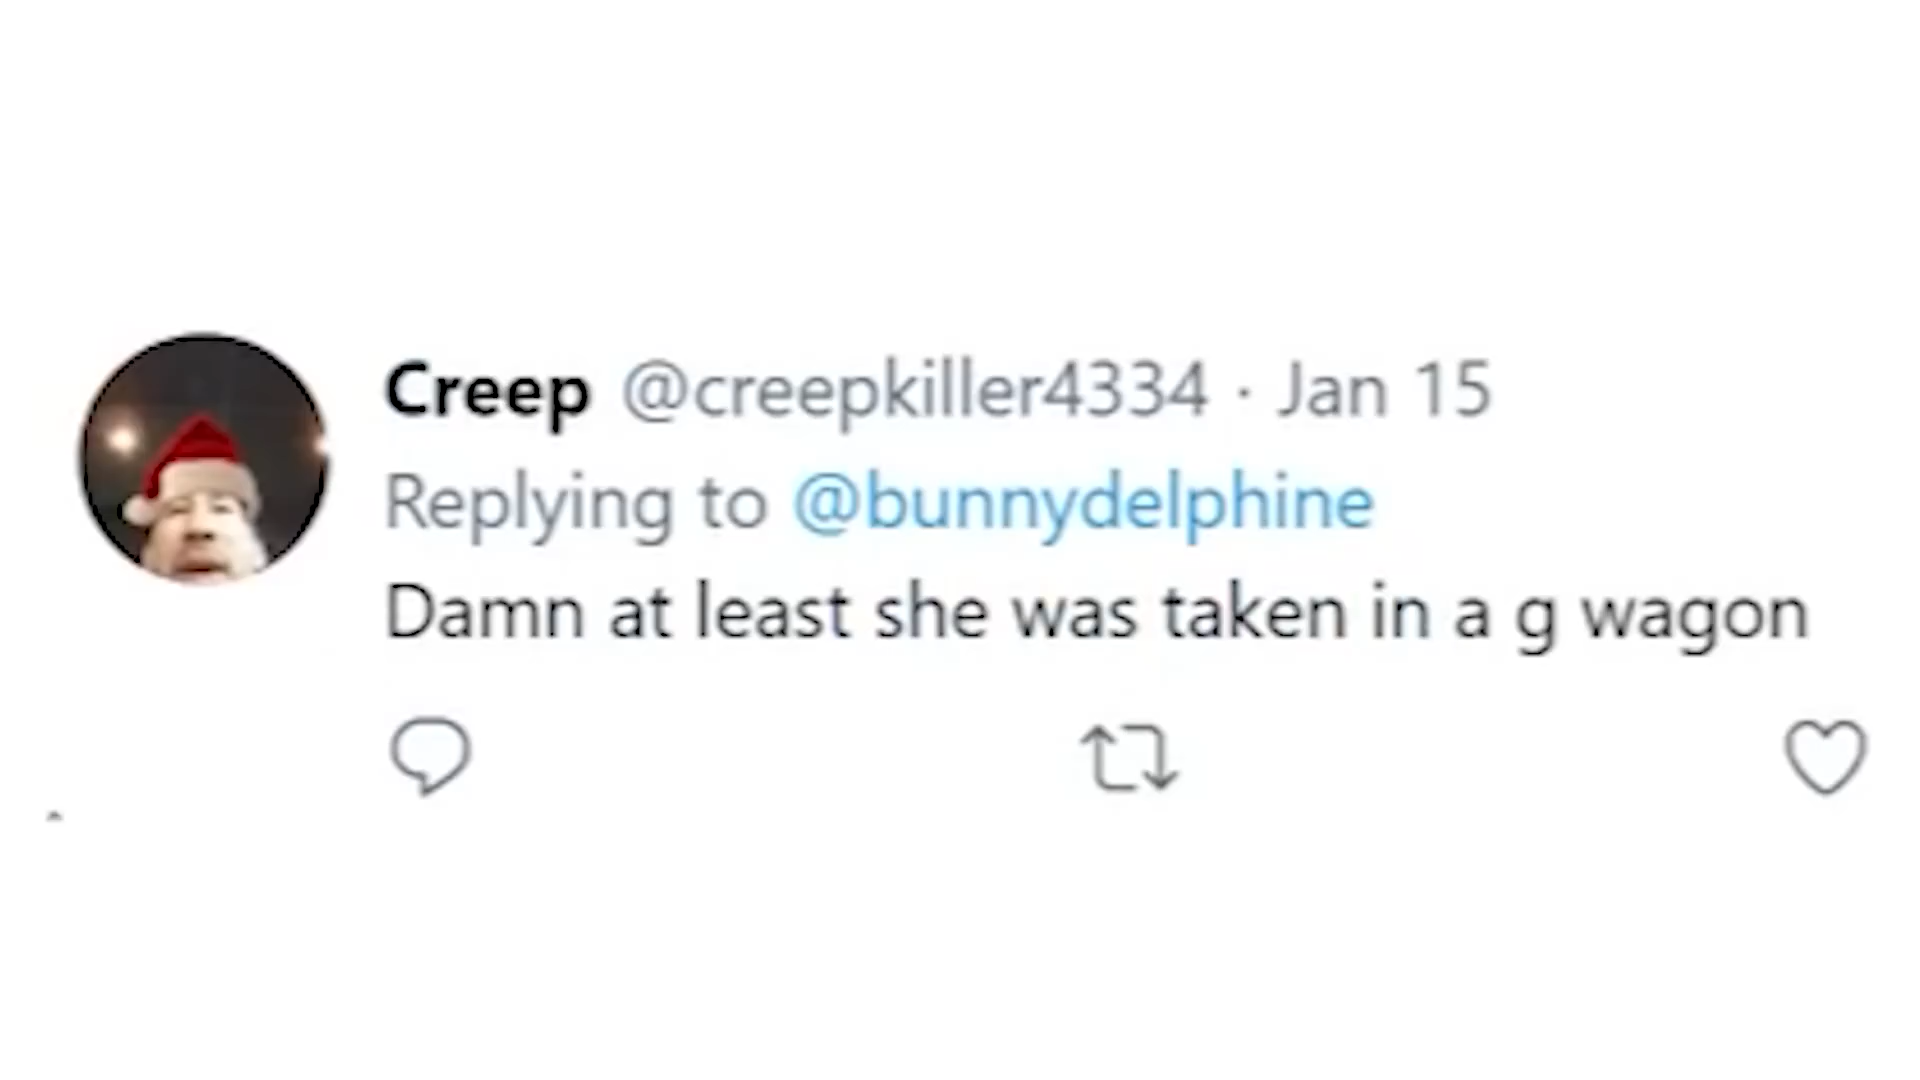 Creep @creepkiller4334 · Jan 15
Replying to @bunnydelphine
Damn at least she was taken in a g wagon